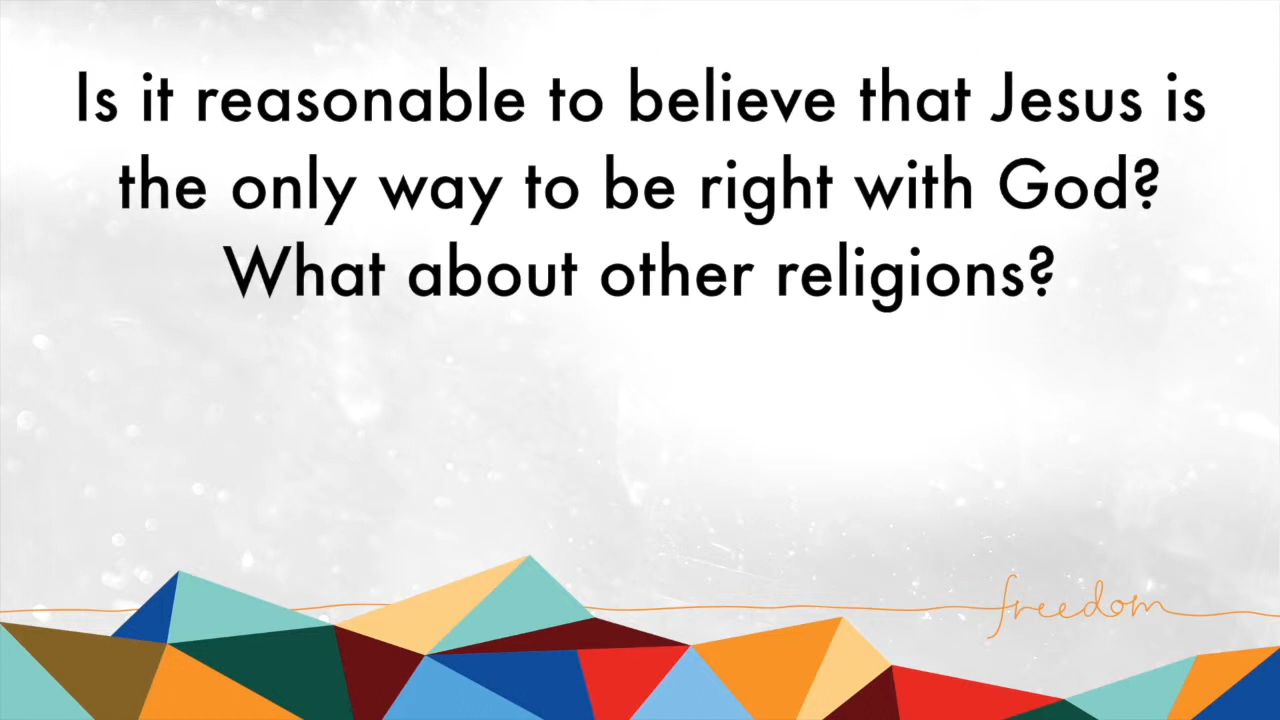 Is it reasonable to believe that Jesus is
the only way to be right with God?
What about other religions?
freedom